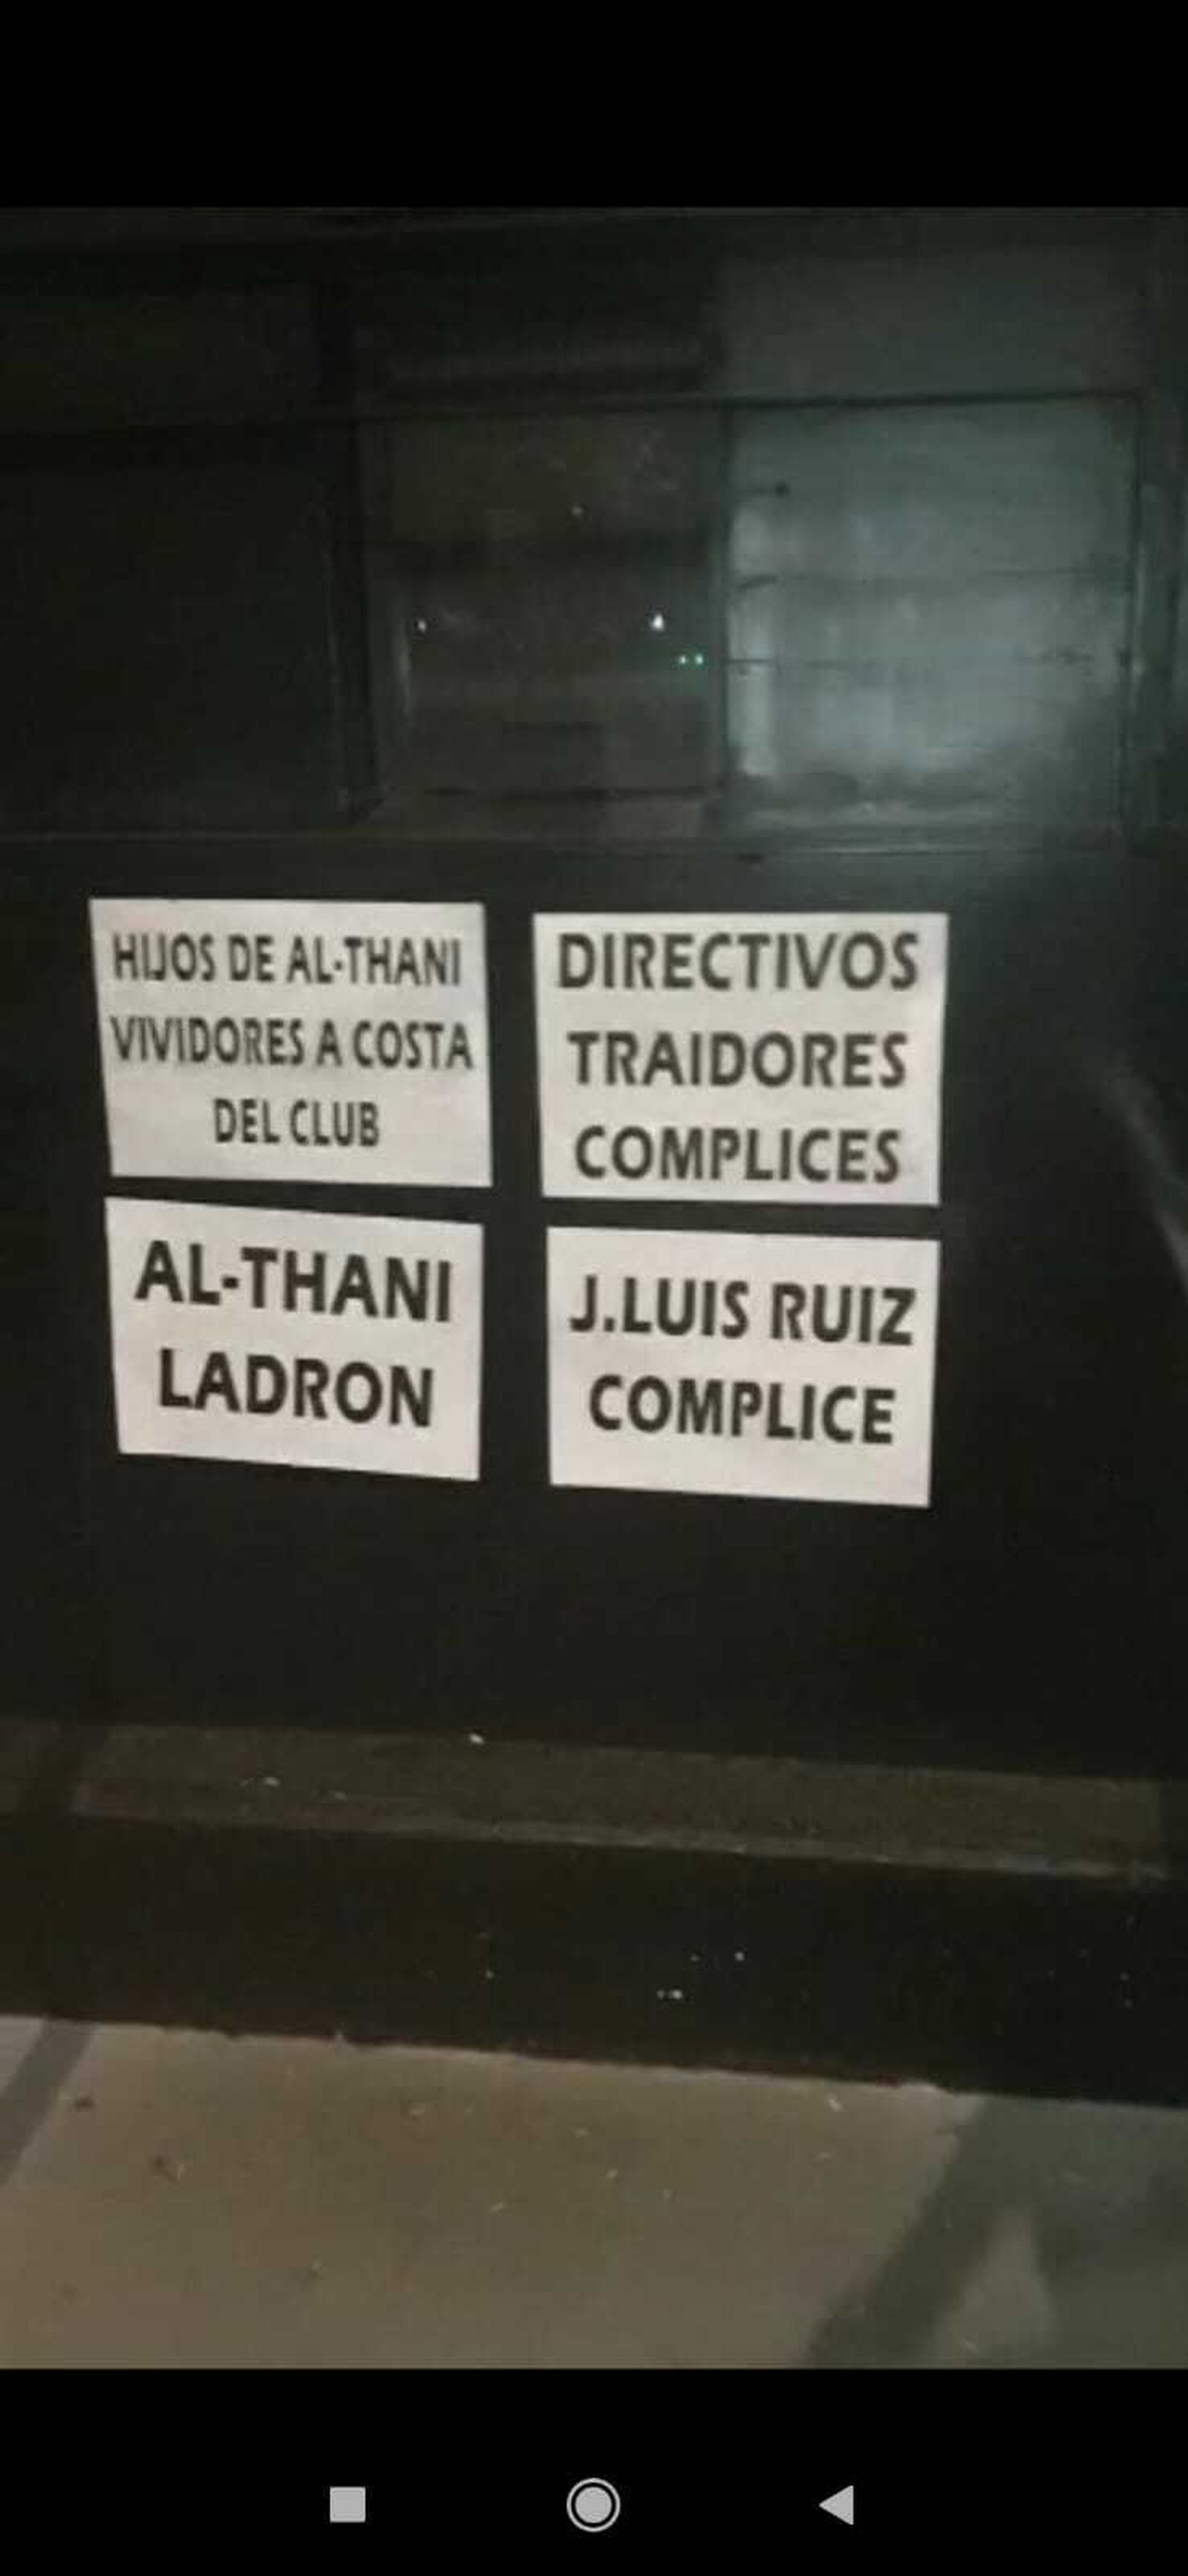 HIJOS DE AL-THANI
VIVIDORES A COSTA
DEL CLUB
DIRECTIVOS
TRAIDORES
COMPLICES
AL-THANI
LADRON
J.LUIS RUIZ
COMPLICE